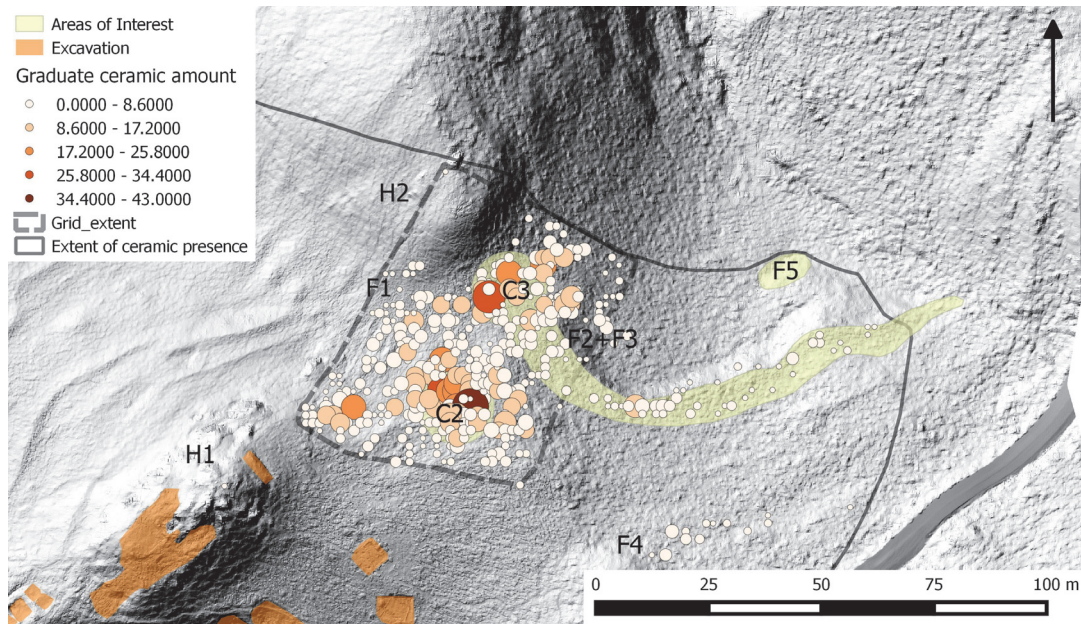 Areas of Interest
Excavation
Graduate ceramic amount
0.0000 - 8.6000
8.6000 - 17.2000
17.2000 - 25.8000
25.8000 - 34.4000
34.4000 - 43.0000
Grid_extent
Extent of ceramic presence
H2
F1
C3
F5
F2+F3
C2
H1
F4
0 25 50 75 100 m